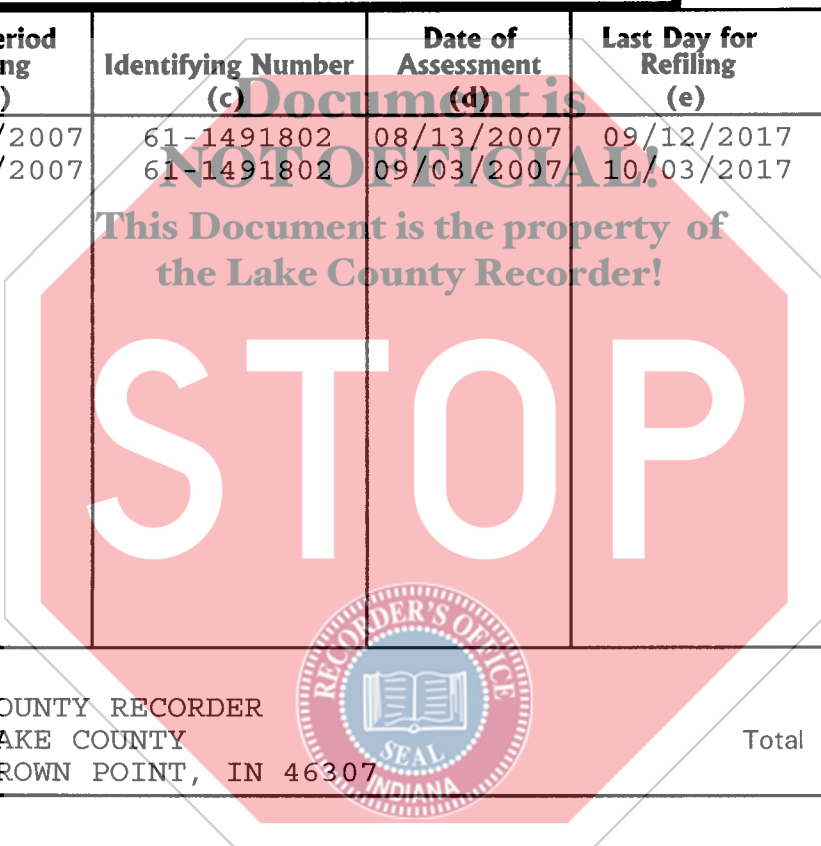 eriod
ng
)
Identifying Number
(c)
Date of
Assessment
(d)
Last Day for
Refiling
(e)
/2007 61-1491802 08/13/2007 09/12/2017
/2007 61-1491802 09/03/2007 10/03/2017
Document is
NOT OFFICIAL!
This Document is the property of
the Lake County Recorder!
STOP
RECORDER'S OFFICE
SEAL
INDIANA
OUNTY RECORDER
AKE COUNTY
ROWN POINT, IN 46307
Total